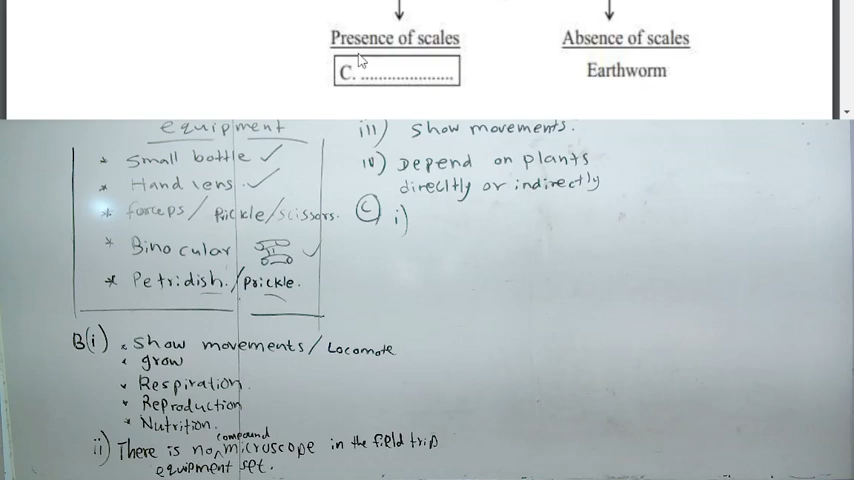 Presence of scales
Absence of scales
C. ......................
Earthworm
equipment
* Small bottle ✓
* Hand lens. ✓
* forceps / Prickle/scissors.
* Binocular ✓
* Petridish. / Prickle.
iii) Show movements.
iv) Depend on plants
direcltly or indirectly
C i)
B(i) * Show movements / Locomote
* grow
* Respiration.
* Reproduction
* Nutrition.
ii) There is no compound microscope in the field trip
equipment set.